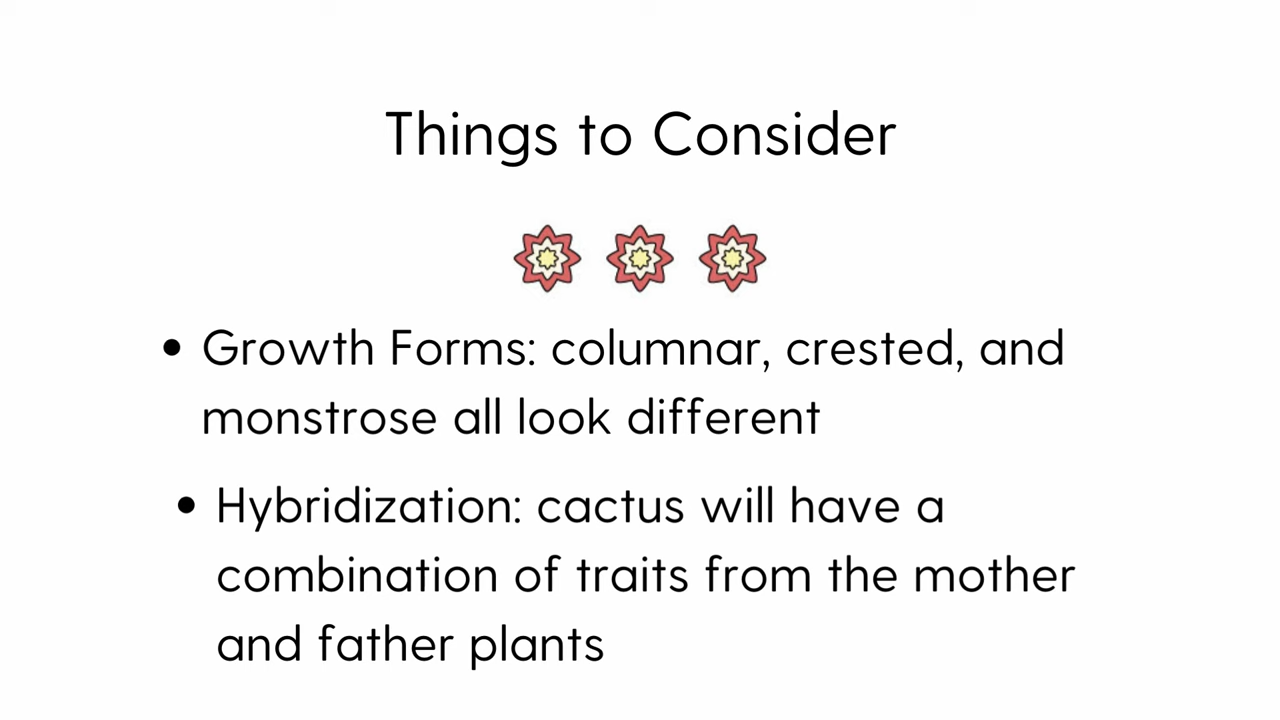 Things to Consider
• Growth Forms: columnar, crested, and
monstrose all look different
• Hybridization: cactus will have a
combination of traits from the mother
and father plants